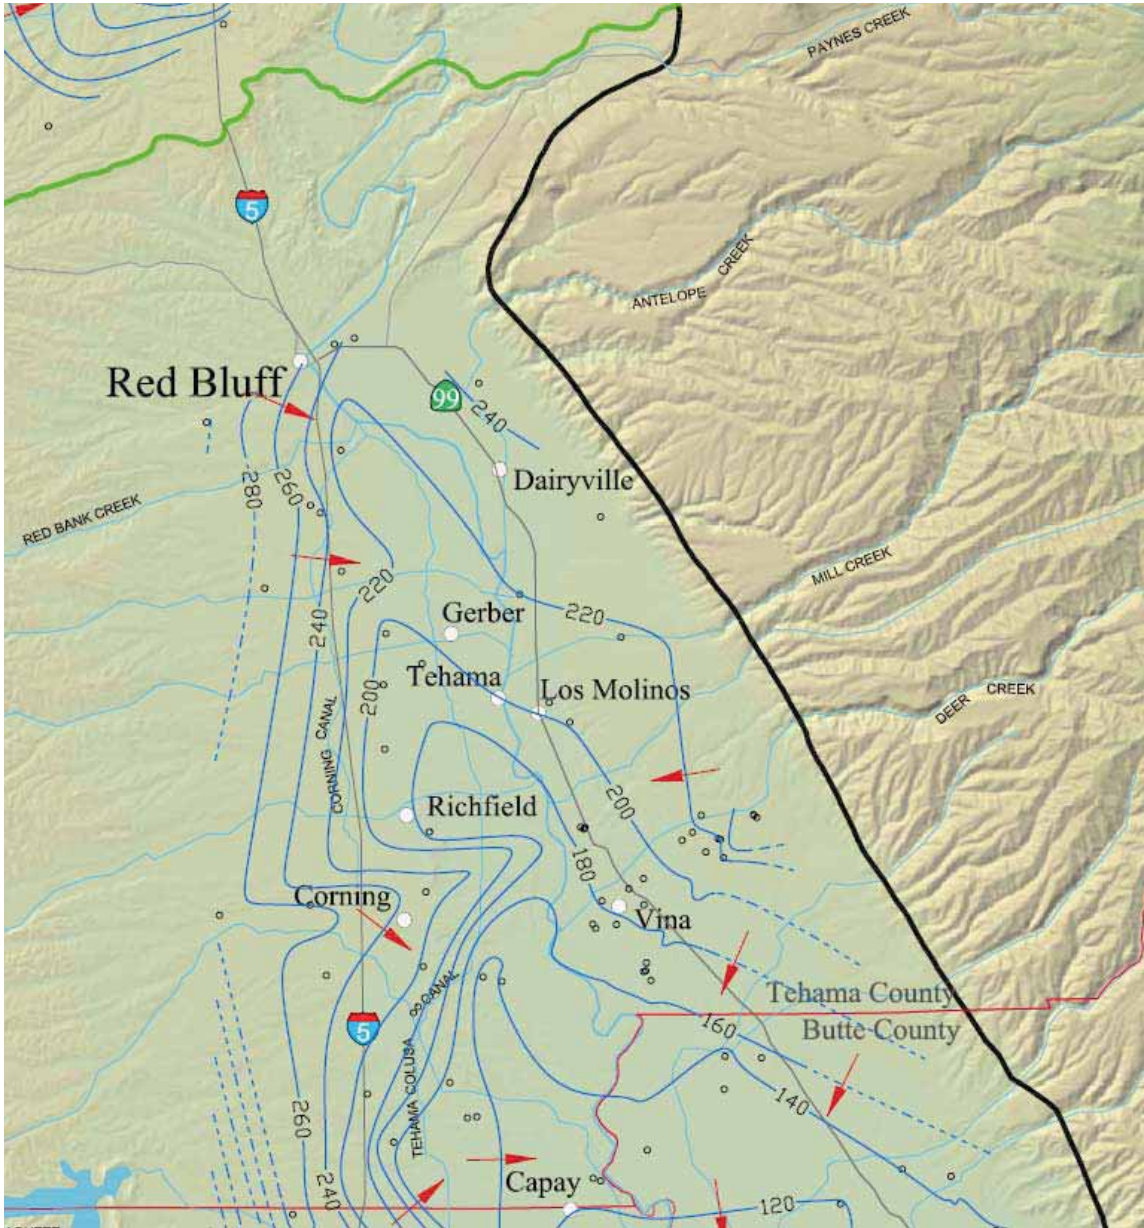 PAYNES CREEK
5
ANTELOPE CREEK
Red Bluff
99
240
Dairyville
280
260
RED BANK CREEK
MILL CREEK
220
220
Gerber
240
Tehama
200
Los Molinos
DEER CREEK
CORNING CANAL
Richfield
200
180
Corning
Vina
TEHAMA COLUSA CANAL
Tehama County
Butte County
5
160
140
260
240
Capay
120